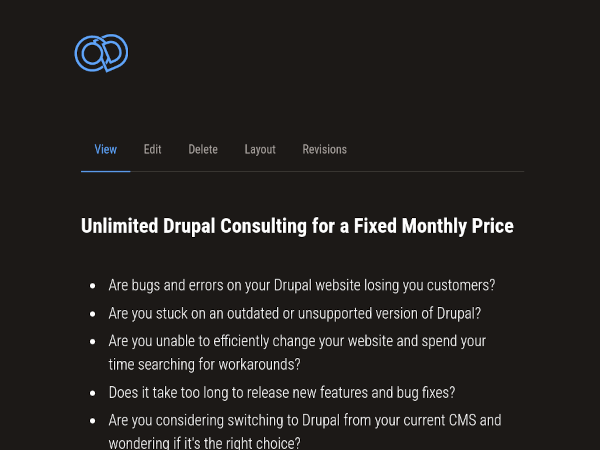 View Edit Delete Layout Revisions
Unlimited Drupal Consulting for a Fixed Monthly Price
Are bugs and errors on your Drupal website losing you customers?
Are you stuck on an outdated or unsupported version of Drupal?
Are you unable to efficiently change your website and spend your
time searching for workarounds?
Does it take too long to release new features and bug fixes?
Are you considering switching to Drupal from your current CMS and
wondering if it's the right choice?